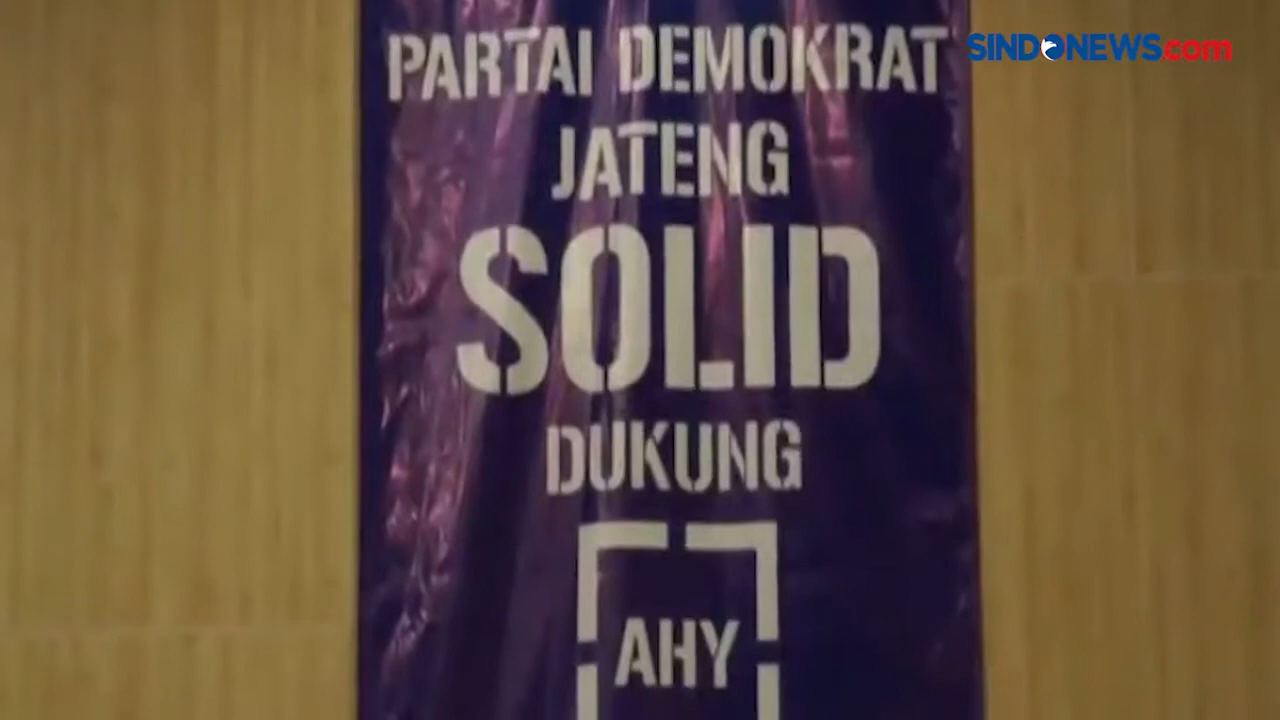 PARTAI DEMOKRAT
SINDONEWS.com
JATENG
SOLID
DUKUNG
AHY